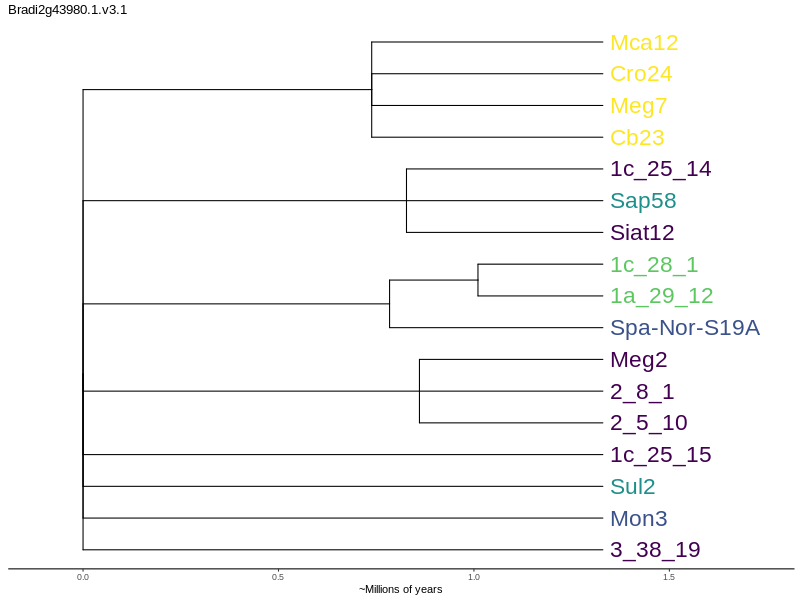 Bradi2g43980.1.v3.1
Mca12
Cro24
Meg7
Cb23
1c_25_14
Sap58
Siat12
1c_28_1
1a_29_12
Spa-Nor-S19A
Meg2
2_8_1
2_5_10
1c_25_15
Sul2
Mon3
3_38_19
0.0 0.5 1.0 1.5
~Millions of years